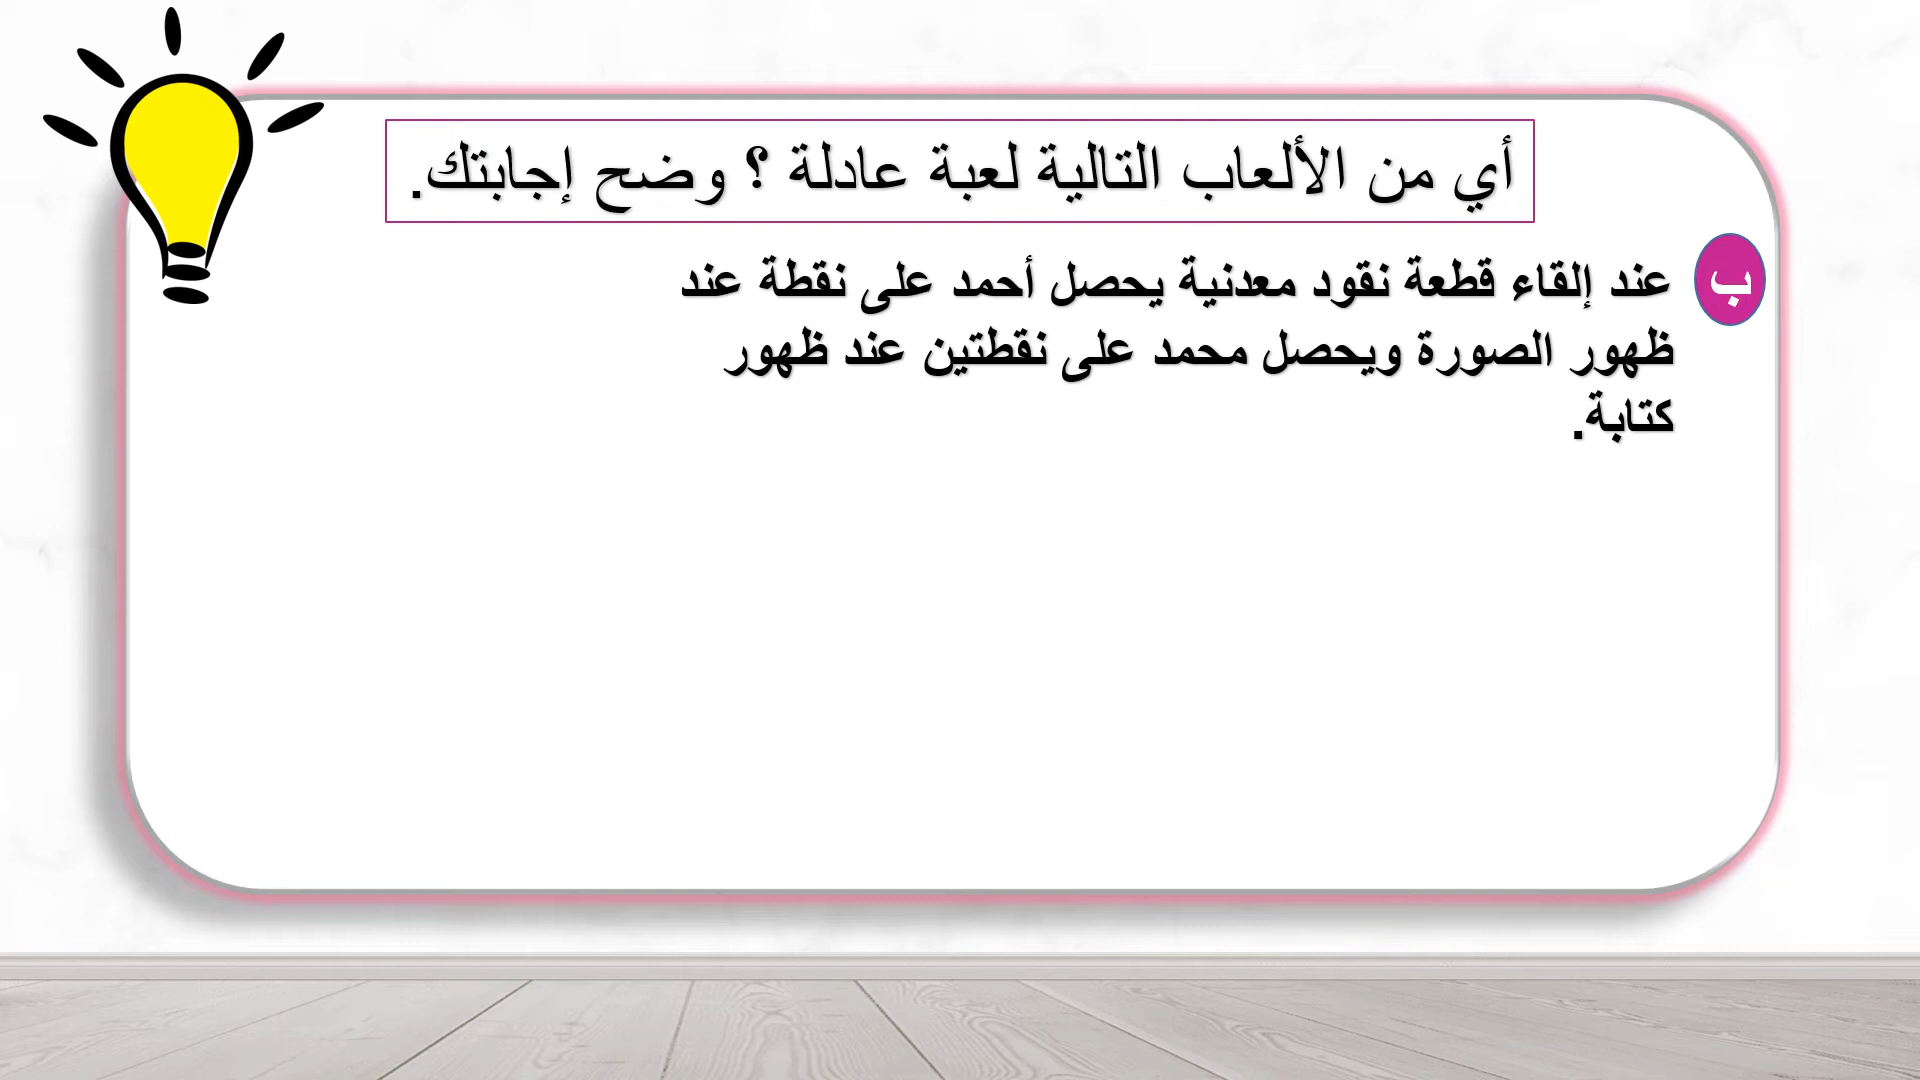 أي من الألعاب التالية لعبة عادلة ؟ وضح إجابتك.
ب
عند إلقاء قطعة نقود معدنية يحصل أحمد على نقطة عند
ظهور الصورة ويحصل محمد على نقطتين عند ظهور
كتابة.